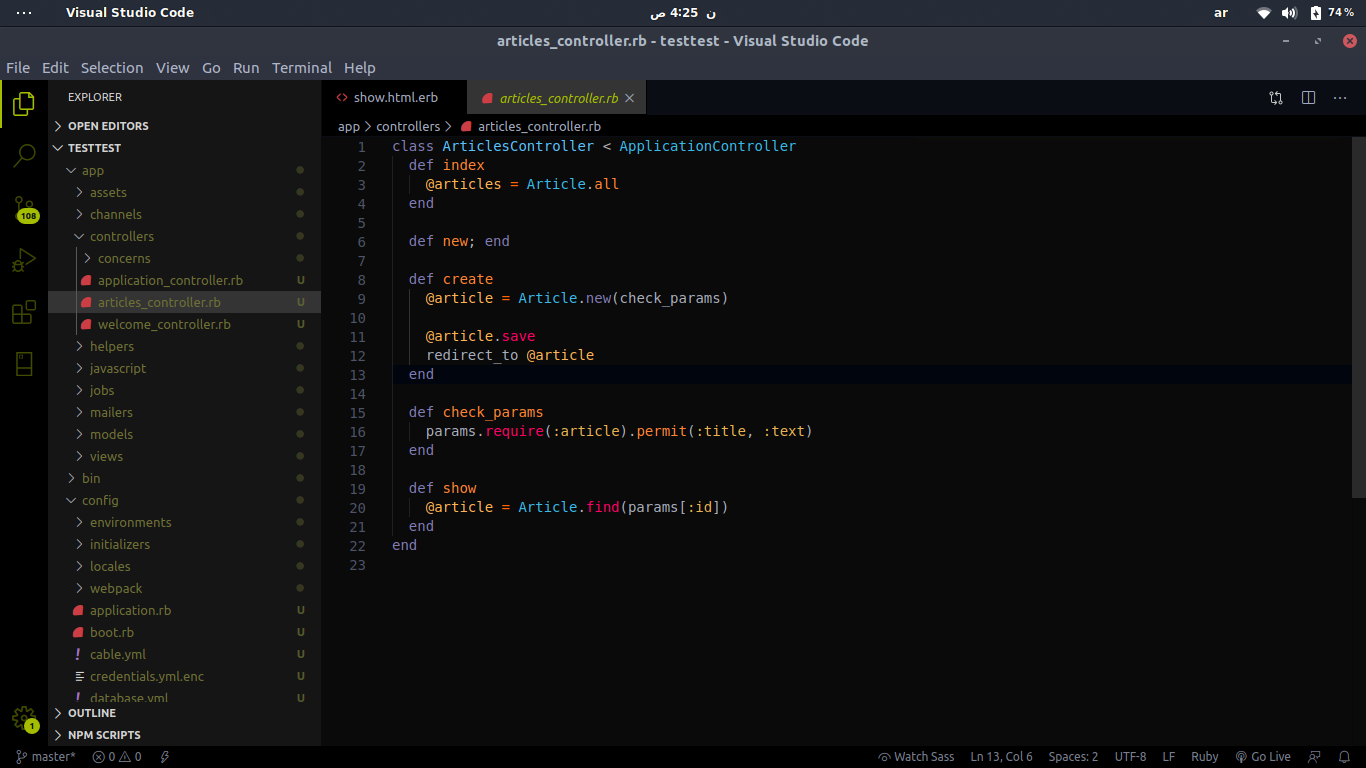 Visual Studio Code
ن 4:25 ص
ar
74 %
articles_controller.rb - testtest - Visual Studio Code
File Edit Selection View Go Run Terminal Help
EXPLORER
OPEN EDITORS
TESTTEST
app
assets
channels
controllers
concerns
application_controller.rb U
articles_controller.rb U
welcome_controller.rb U
helpers
javascript
jobs
mailers
models
views
bin
config
environments
initializers
locales
webpack
application.rb U
boot.rb U
cable.yml U
credentials.yml.enc U
database.yml U
OUTLINE
NPM SCRIPTS
108
1
show.html.erb
articles_controller.rb
app > controllers > articles_controller.rb
1 class ArticlesController < ApplicationController
2 def index
3 @articles = Article.all
4 end
5
6 def new; end
7
8 def create
9 @article = Article.new(check_params)
10
11 @article.save
12 redirect_to @article
13 end
14
15 def check_params
16 params.require(:article).permit(:title, :text)
17 end
18
19 def show
20 @article = Article.find(params[:id])
21 end
22 end
23
master* 0 0 Watch Sass Ln 13, Col 6 Spaces: 2 UTF-8 LF Ruby Go Live